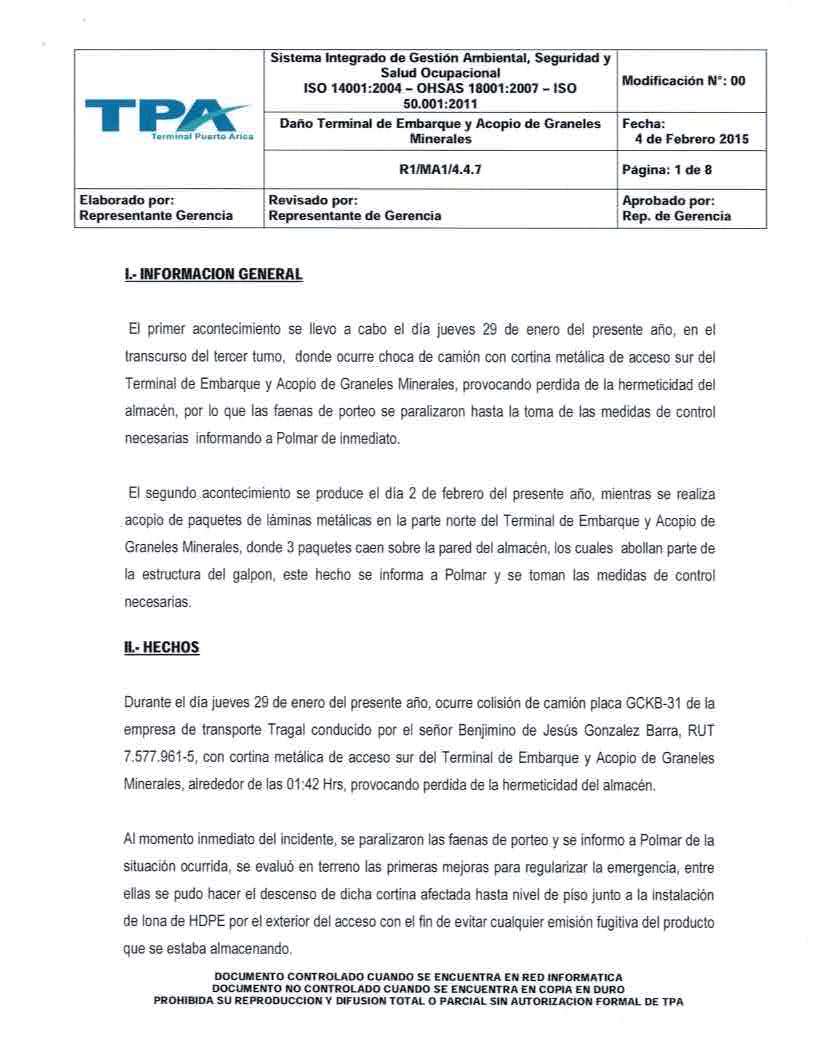 TPA
Terminal Puerto Arica
Sistema Integrado de Gestión Ambiental, Seguridad y
Salud Ocupacional
ISO 14001:2004 – OHSAS 18001:2007 – ISO
50.001:2011
Modificación N°: 00
Daño Terminal de Embarque y Acopio de Graneles
Minerales
Fecha:
4 de Febrero 2015
R1/MA1/4.4.7
Página: 1 de 8
Elaborado por:
Representante Gerencia
Revisado por:
Representante de Gerencia
Aprobado por:
Rep. de Gerencia
I.- INFORMACION GENERAL
El primer acontecimiento se llevo a cabo el día jueves 29 de enero del presente año, en el
transcurso del tercer turno, donde ocurre choca de camión con cortina metálica de acceso sur del
Terminal de Embarque y Acopio de Graneles Minerales, provocando perdida de la hermeticidad del
almacén, por lo que las faenas de porteo se paralizaron hasta la toma de las medidas de control
necesarias informando a Polmar de inmediato.
El segundo acontecimiento se produce el día 2 de febrero del presente año, mientras se realiza
acopio de paquetes de láminas metálicas en la parte norte del Terminal de Embarque y Acopio de
Graneles Minerales, donde 3 paquetes caen sobre la pared del almacén, los cuales abollan parte de
la estructura del galpon, este hecho se informa a Polmar y se toman las medidas de control
necesarias.
II.- HECHOS
Durante el día jueves 29 de enero del presente año, ocurre colisión de camión placa GCKB-31 de la
empresa de transporte Tragal conducido por el señor Benjimino de Jesús Gonzalez Barra, RUT
7.577.961-5, con cortina metálica de acceso sur del Terminal de Embarque y Acopio de Graneles
Minerales, alrededor de las 01:42 Hrs, provocando perdida de la hermeticidad del almacén.
Al momento inmediato del incidente, se paralizaron las faenas de porteo y se informo a Polmar de la
situación ocurrida, se evaluó en terreno las primeras mejoras para regularizar la emergencia, entre
ellas se pudo hacer el descenso de dicha cortina afectada hasta nivel de piso junto a la instalación
de lona de HDPE por el exterior del acceso con el fin de evitar cualquier emisión fugitiva del producto
que se estaba almacenando.
DOCUMENTO CONTROLADO CUANDO SE ENCUENTRA EN RED INFORMATICA
DOCUMENTO NO CONTROLADO CUANDO SE ENCUENTRA EN COPIA EN DURO
PROHIBIDA SU REPRODUCCION Y DIFUSION TOTAL O PARCIAL SIN AUTORIZACION FORMAL DE TPA